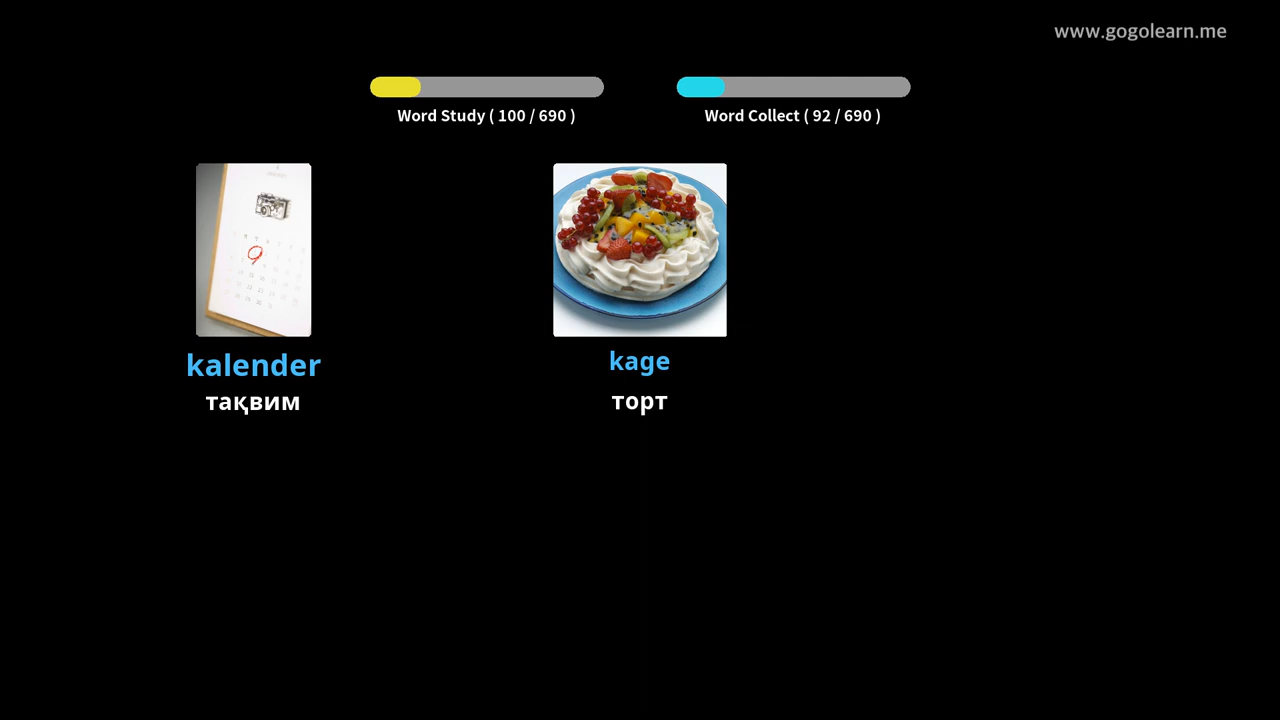 www.gogolearn.me
Word Study ( 100 / 690 )
Word Collect ( 92 / 690 )
kalender
тақвим
kage
торт